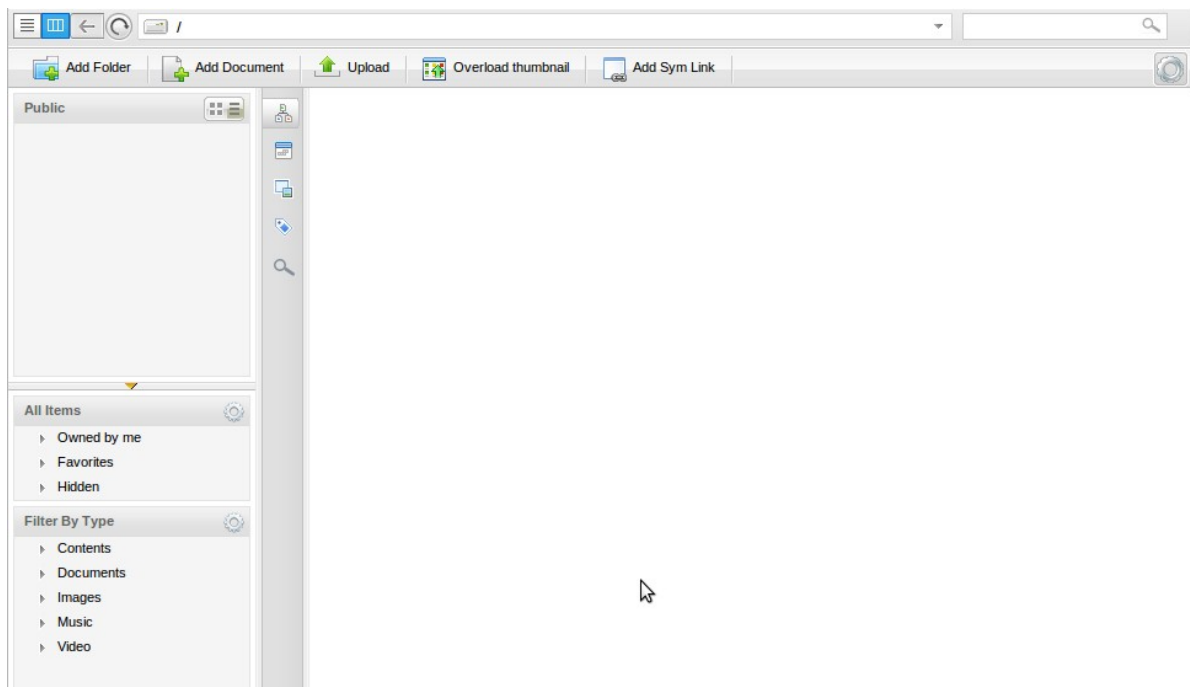 /
Add Folder Add Document Upload Overload thumbnail Add Sym Link
Public
All Items
Owned by me
Favorites
Hidden
Filter By Type
Contents
Documents
Images
Music
Video